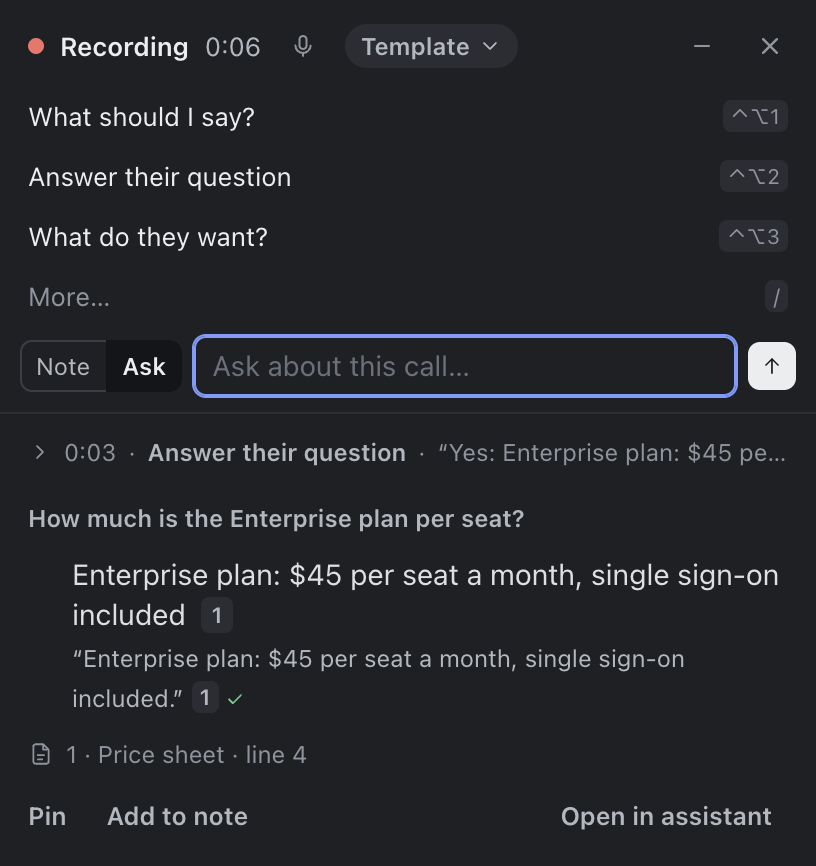 Recording 0:06 Template
What should I say? ^⌥1
Answer their question ^⌥2
What do they want? ^⌥3
More... /
Note Ask Ask about this call...
0:03 · Answer their question · “Yes: Enterprise plan: $45 pe...
How much is the Enterprise plan per seat?
Enterprise plan: $45 per seat a month, single sign-on
included 1
“Enterprise plan: $45 per seat a month, single sign-on
included.” 1
1 · Price sheet · line 4
Pin Add to note Open in assistant